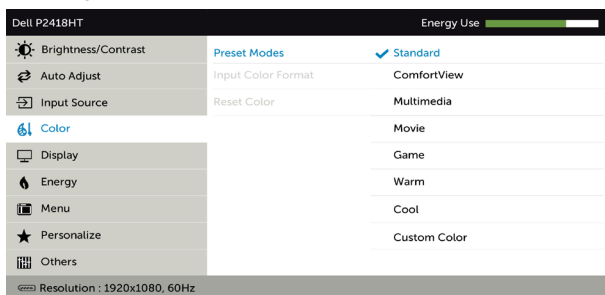 Dell P2418HT
Energy Use
Brightness/Contrast
Auto Adjust
Input Source
Color
Display
Energy
Menu
Personalize
Others
Preset Modes
Input Color Format
Reset Color
Standard
ComfortView
Multimedia
Movie
Game
Warm
Cool
Custom Color
Resolution : 1920x1080, 60Hz